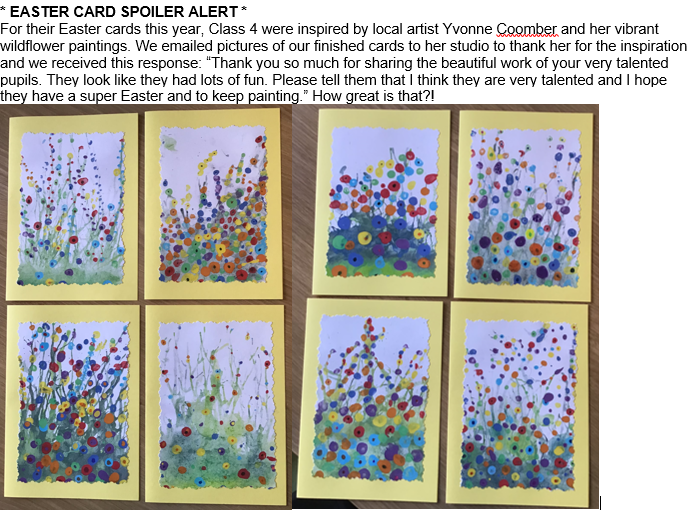 * EASTER CARD SPOILER ALERT *
For their Easter cards this year, Class 4 were inspired by local artist Yvonne Coomber and her vibrant
wildflower paintings. We emailed pictures of our finished cards to her studio to thank her for the inspiration
and we received this response: “Thank you so much for sharing the beautiful work of your very talented
pupils. They look like they had lots of fun. Please tell them that I think they are very talented and I hope
they have a super Easter and to keep painting.” How great is that?!